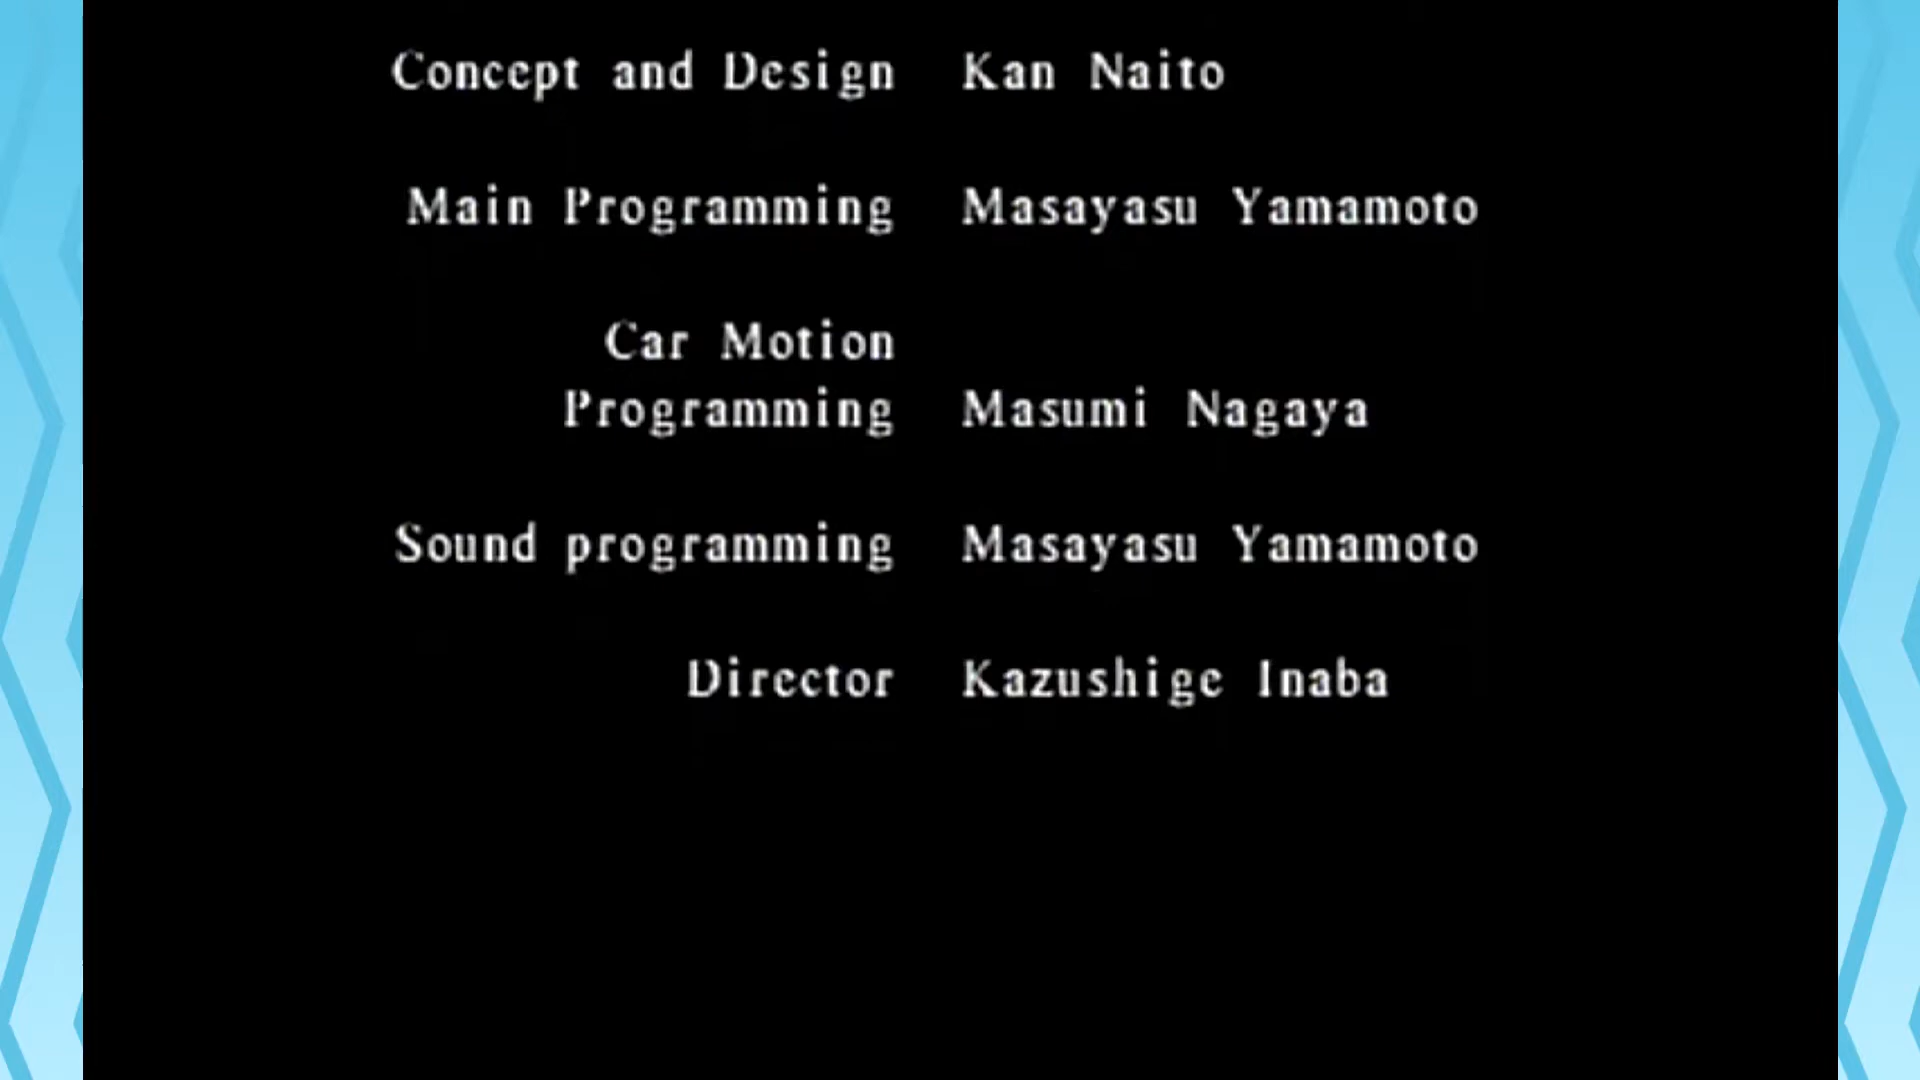 Concept and Design Kan Naito
Main Programming Masayasu Yamamoto
Car Motion
Programming Masumi Nagaya
Sound programming Masayasu Yamamoto
Director Kazushige Inaba